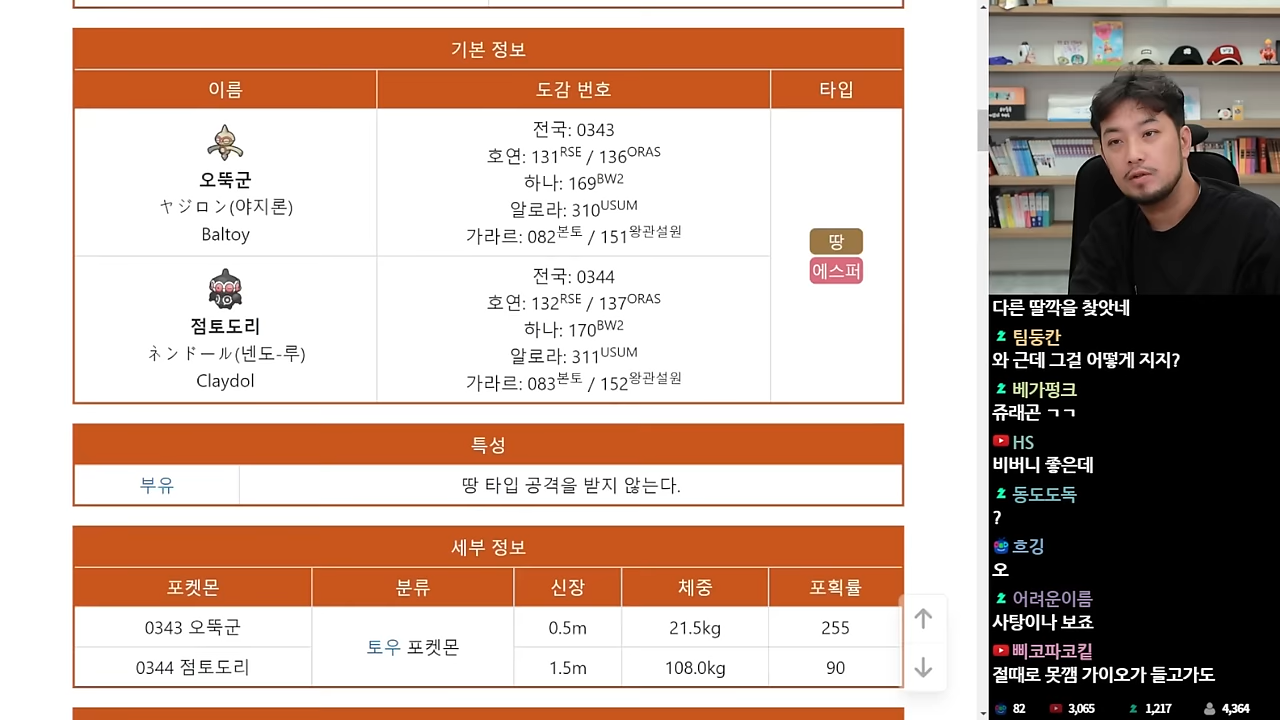 기본 정보
이름
도감 번호
타입
오뚝군
ヤジロン(야지론)
Baltoy
전국: 0343
호연: 131RSE / 136ORAS
하나: 169BW2
알로라: 310USUM
가라르: 082본토 / 151왕관설원
땅
에스퍼
점토도리
ネンドール(넨도-루)
Claydol
전국: 0344
호연: 132RSE / 137ORAS
하나: 170BW2
알로라: 311USUM
가라르: 083본토 / 152왕관설원
특성
부유
땅 타입 공격을 받지 않는다.
세부 정보
포켓몬
분류
신장
체중
포획률
0343 오뚝군
토우 포켓몬
0.5m
21.5kg
255
0344 점토도리
1.5m
108.0kg
90
다른 딸깍을 찾앗네
팀둥칸
와 근데 그걸 어떻게 지지?
베가펑크
쥬래곤 ㄱㄱ
HS
비버니 좋은데
동도도독
?
흐깅
오
어려운이름
사탕이나 보죠
삐코파코킽
절때로 못깸 가이오가 들고가도
82
3,065
1,217
4,364